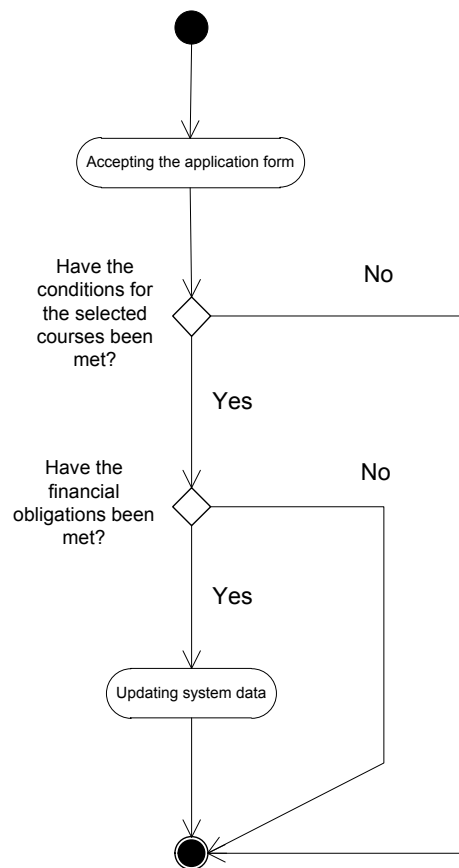 Accepting the application form
Have the
conditions for
the selected
courses been
met?
No
Yes
Have the
financial
obligations been
met?
No
Yes
Updating system data